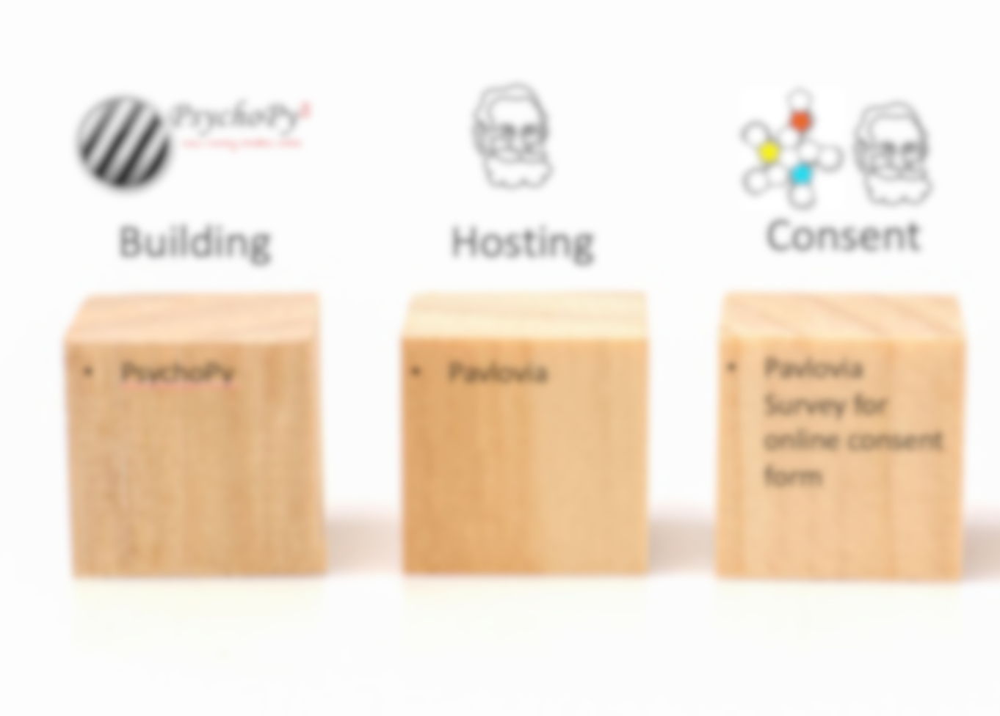 PsychoPy
Building
Hosting
Consent
• PsychoPy
• Pavlovia
• Pavlovia
Survey for
online consent
form